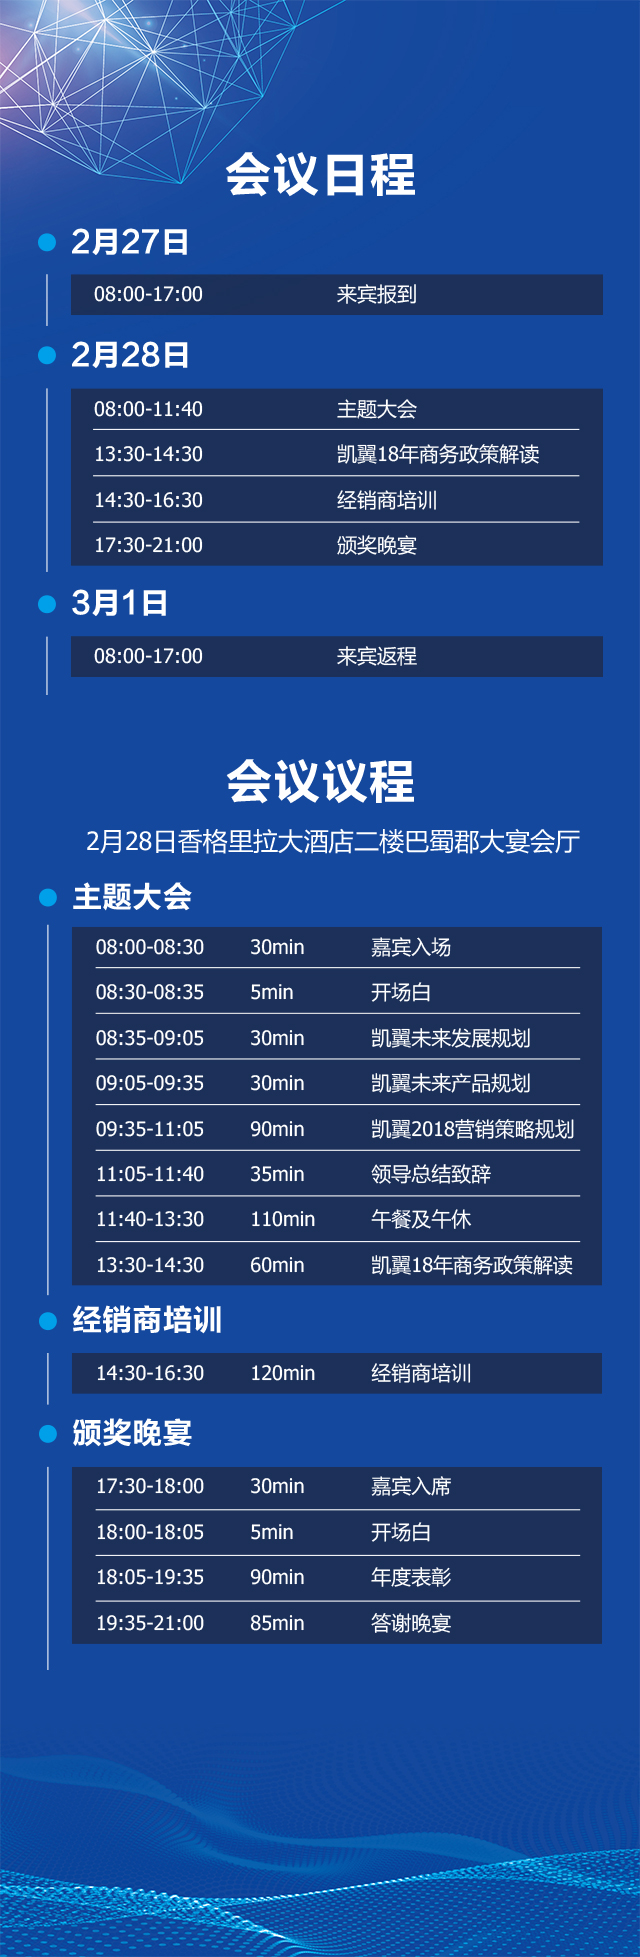 会议日程
2月27日
08:00-17:00 来宾报到
2月28日
08:00-11:40 主题大会
13:30-14:30 凯翼18年商务政策解读
14:30-16:30 经销商培训
17:30-21:00 颁奖晚宴
3月1日
08:00-17:00 来宾返程
会议议程
2月28日香格里拉大酒店二楼巴蜀郡大宴会厅
主题大会
08:00-08:30 30min 嘉宾入场
08:30-08:35 5min 开场白
08:35-09:05 30min 凯翼未来发展规划
09:05-09:35 30min 凯翼未来产品规划
09:35-11:05 90min 凯翼2018营销策略规划
11:05-11:40 35min 领导总结致辞
11:40-13:30 110min 午餐及午休
13:30-14:30 60min 凯翼18年商务政策解读
经销商培训
14:30-16:30 120min 经销商培训
颁奖晚宴
17:30-18:00 30min 嘉宾入席
18:00-18:05 5min 开场白
18:05-19:35 90min 年度表彰
19:35-21:00 85min 答谢晚宴